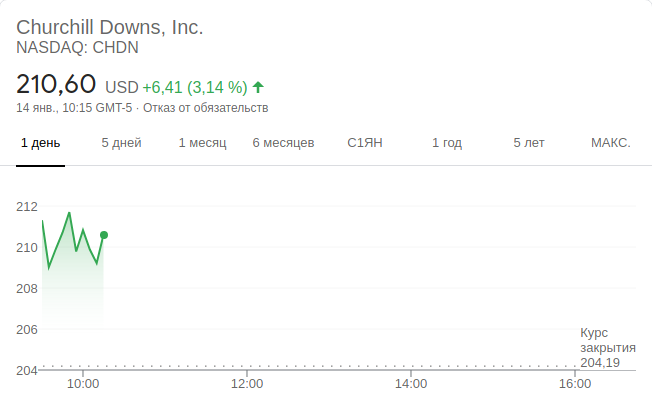 Churchill Downs, Inc.
NASDAQ: CHDN
210,60 USD +6,41 (3,14 %)
14 янв., 10:15 GMT-5 · Отказ от обязательств
1 день 5 дней 1 месяц 6 месяцев С1ЯН 1 год 5 лет МАКС.
212
210
208
206
Курс
закрытия
204,19
204
10:00 12:00 14:00 16:00